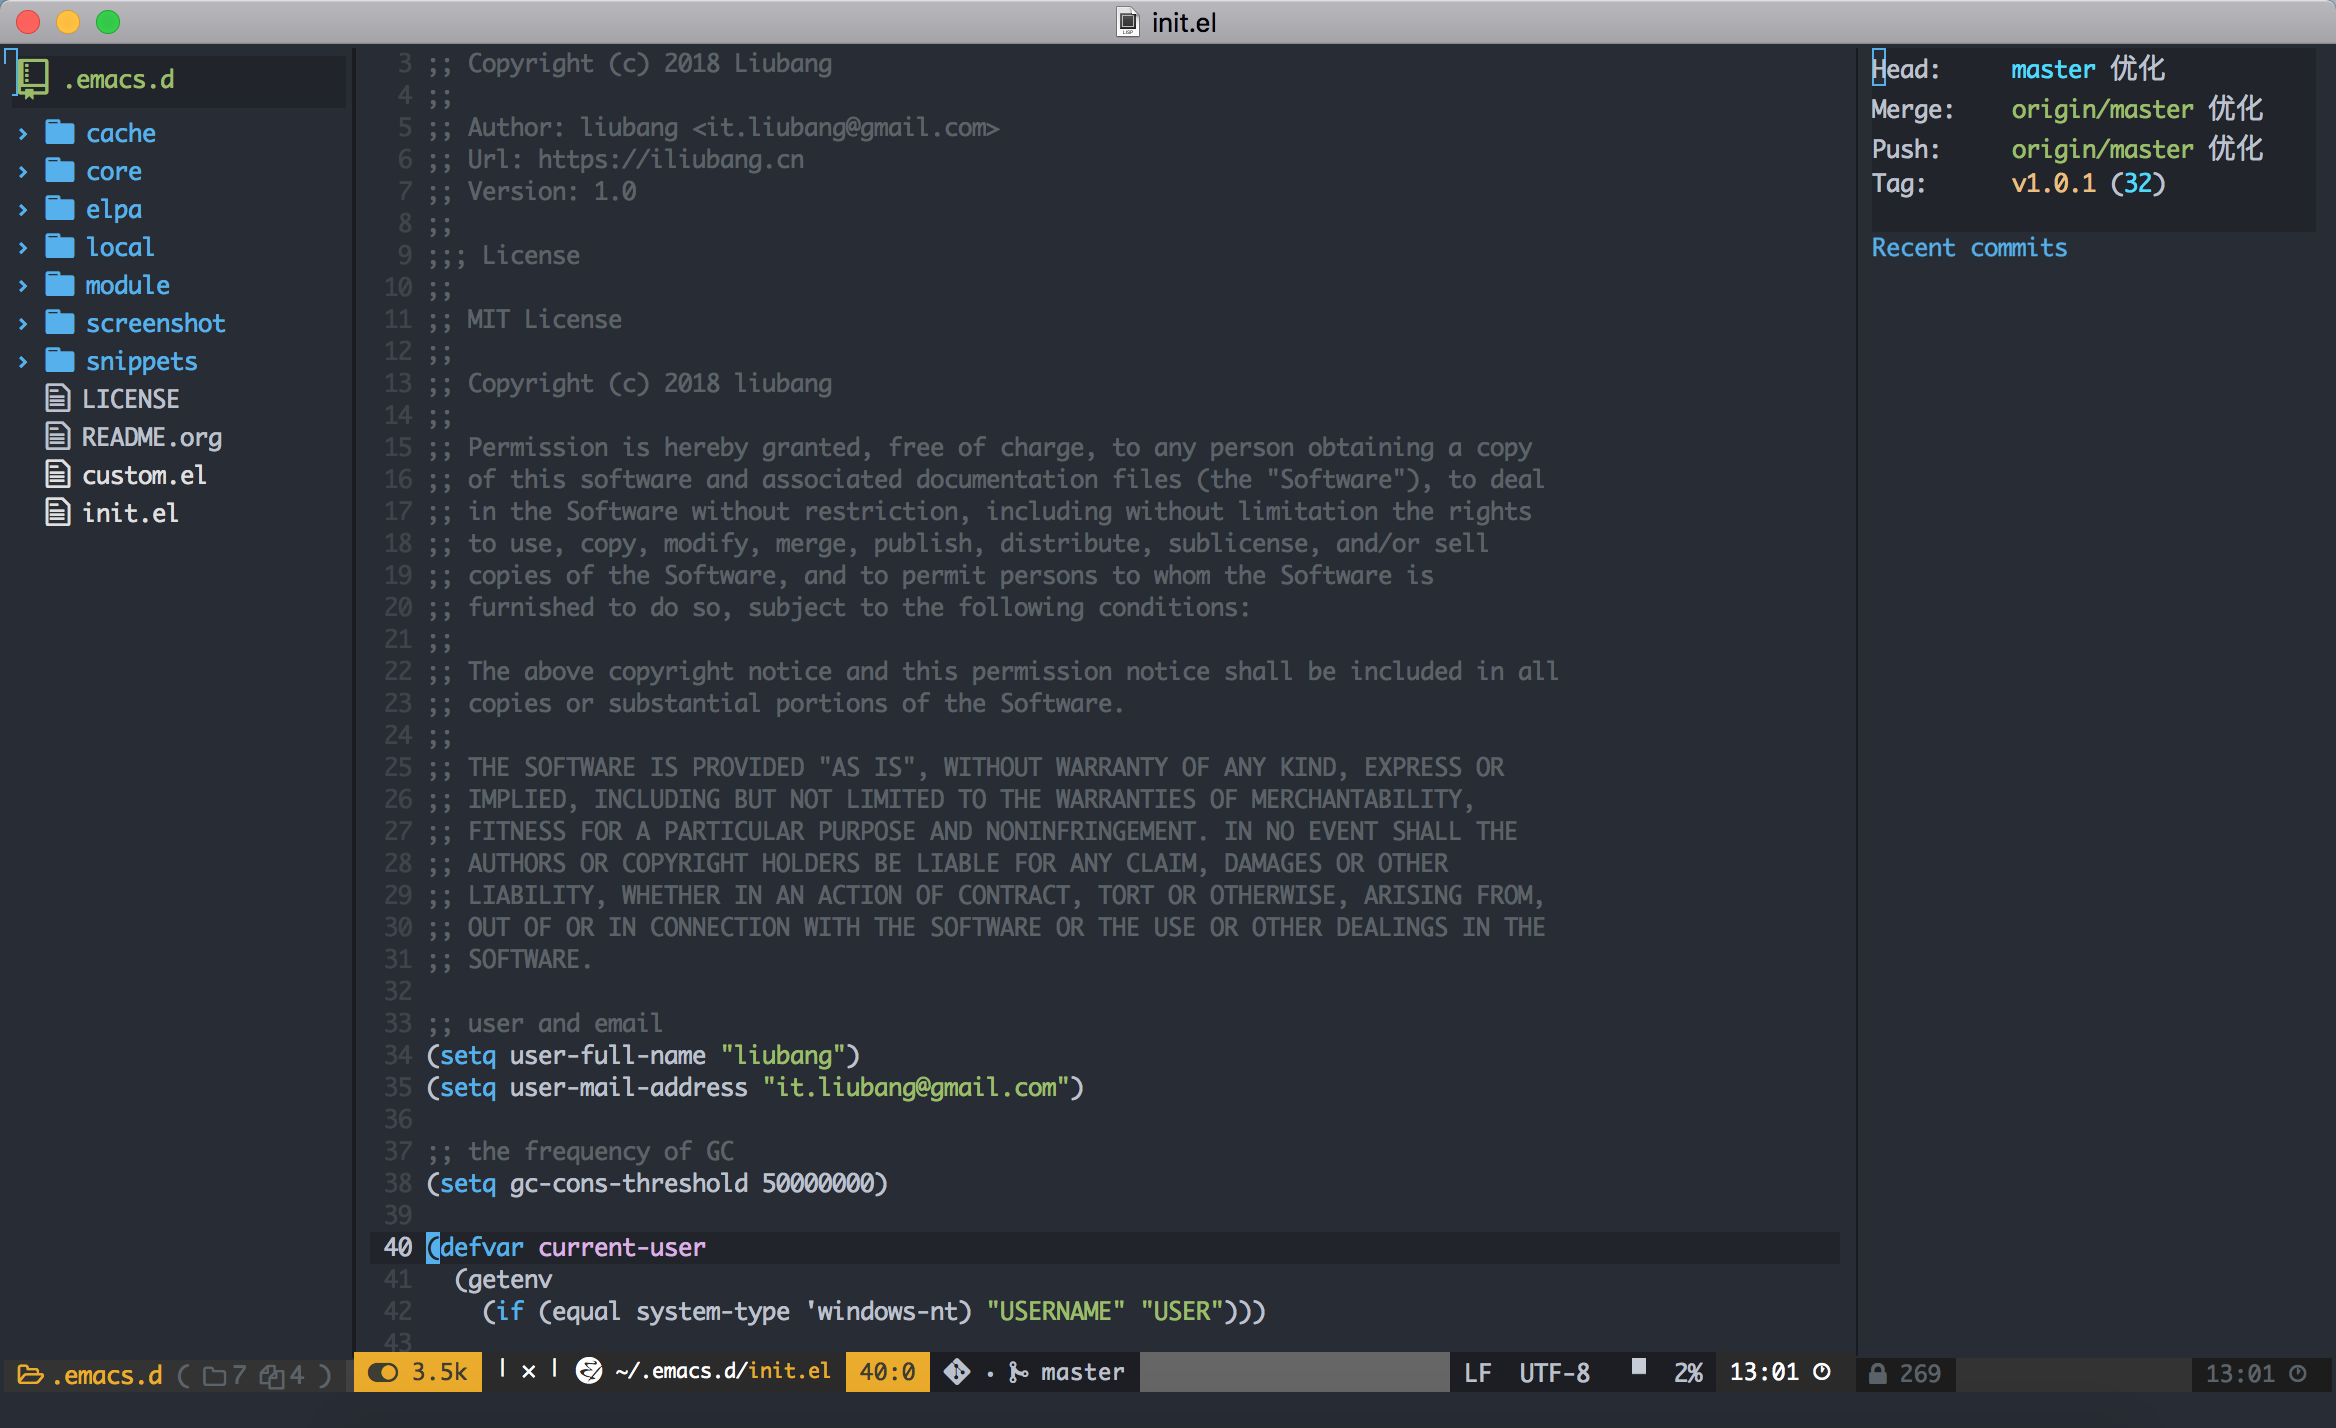 init.el
.emacs.d
cache
core
elpa
local
module
screenshot
snippets
LICENSE
README.org
custom.el
init.el
3 ;; Copyright (c) 2018 Liubang
4 ;;
5 ;; Author: liubang <it.liubang@gmail.com>
6 ;; Url: https://iliubang.cn
7 ;; Version: 1.0
8 ;;
9 ;;; License
10 ;;
11 ;; MIT License
12 ;;
13 ;; Copyright (c) 2018 liubang
14 ;;
15 ;; Permission is hereby granted, free of charge, to any person obtaining a copy
16 ;; of this software and associated documentation files (the "Software"), to deal
17 ;; in the Software without restriction, including without limitation the rights
18 ;; to use, copy, modify, merge, publish, distribute, sublicense, and/or sell
19 ;; copies of the Software, and to permit persons to whom the Software is
20 ;; furnished to do so, subject to the following conditions:
21 ;;
22 ;; The above copyright notice and this permission notice shall be included in all
23 ;; copies or substantial portions of the Software.
24 ;;
25 ;; THE SOFTWARE IS PROVIDED "AS IS", WITHOUT WARRANTY OF ANY KIND, EXPRESS OR
26 ;; IMPLIED, INCLUDING BUT NOT LIMITED TO THE WARRANTIES OF MERCHANTABILITY,
27 ;; FITNESS FOR A PARTICULAR PURPOSE AND NONINFRINGEMENT. IN NO EVENT SHALL THE
28 ;; AUTHORS OR COPYRIGHT HOLDERS BE LIABLE FOR ANY CLAIM, DAMAGES OR OTHER
29 ;; LIABILITY, WHETHER IN AN ACTION OF CONTRACT, TORT OR OTHERWISE, ARISING FROM,
30 ;; OUT OF OR IN CONNECTION WITH THE SOFTWARE OR THE USE OR OTHER DEALINGS IN THE
31 ;; SOFTWARE.
32
33 ;; user and email
34 (setq user-full-name "liubang")
35 (setq user-mail-address "it.liubang@gmail.com")
36
37 ;; the frequency of GC
38 (setq gc-cons-threshold 50000000)
39
40 (defvar current-user
41 (getenv
42 (if (equal system-type 'windows-nt) "USERNAME" "USER")))
43
Head: master 优化
Merge: origin/master 优化
Push: origin/master 优化
Tag: v1.0.1 (32)
Recent commits
.emacs.d ( 7 4 )
3.5k | × | ~/.emacs.d/init.el 40:0 · master LF UTF-8 2% 13:01
269 13:01